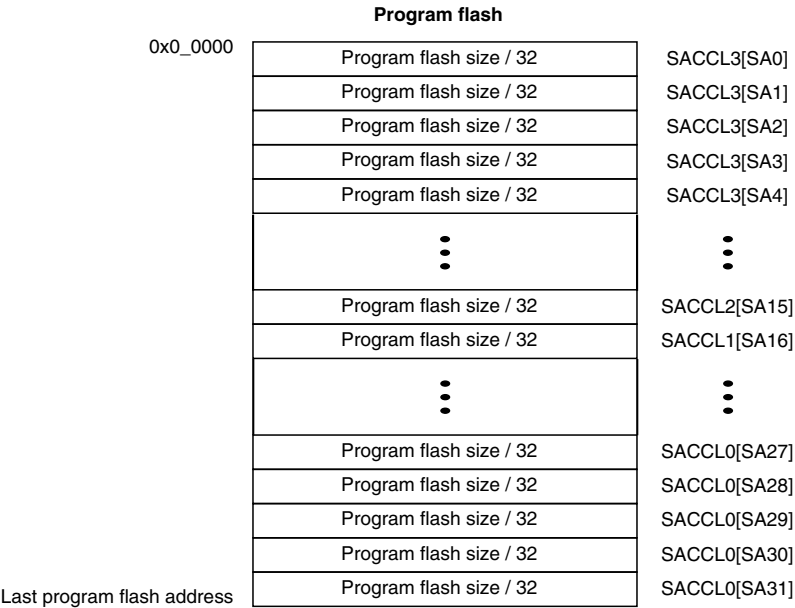 Program flash
0x0_0000
Program flash size / 32 SACCL3[SA0]
Program flash size / 32 SACCL3[SA1]
Program flash size / 32 SACCL3[SA2]
Program flash size / 32 SACCL3[SA3]
Program flash size / 32 SACCL3[SA4]
Program flash size / 32 SACCL2[SA15]
Program flash size / 32 SACCL1[SA16]
Program flash size / 32 SACCL0[SA27]
Program flash size / 32 SACCL0[SA28]
Program flash size / 32 SACCL0[SA29]
Program flash size / 32 SACCL0[SA30]
Program flash size / 32 SACCL0[SA31]
Last program flash address